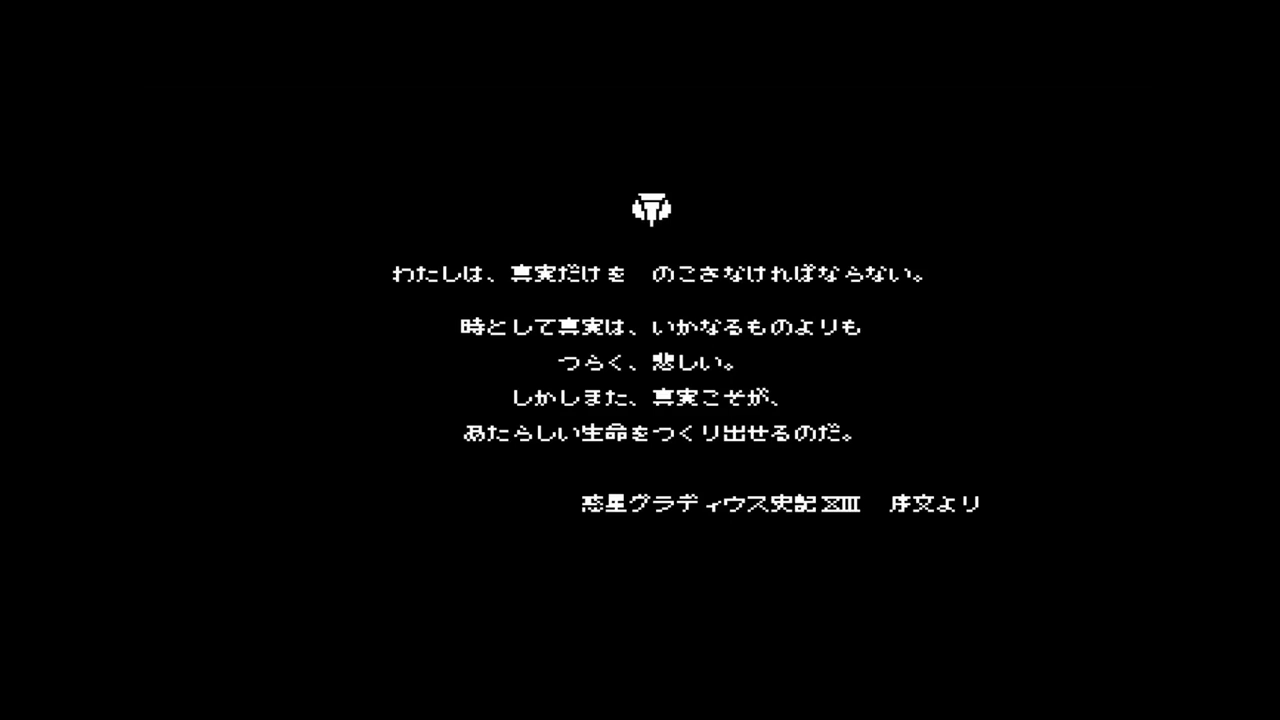 わたしは、真実だけを　のこさなければならない。
時として真実は、いかなるものよりも
つらく、悲しい。
しかしまた、真実こそが、
あたらしい生命をつくり出せるのだ。
惑星グラディウス史記XIII　序文より